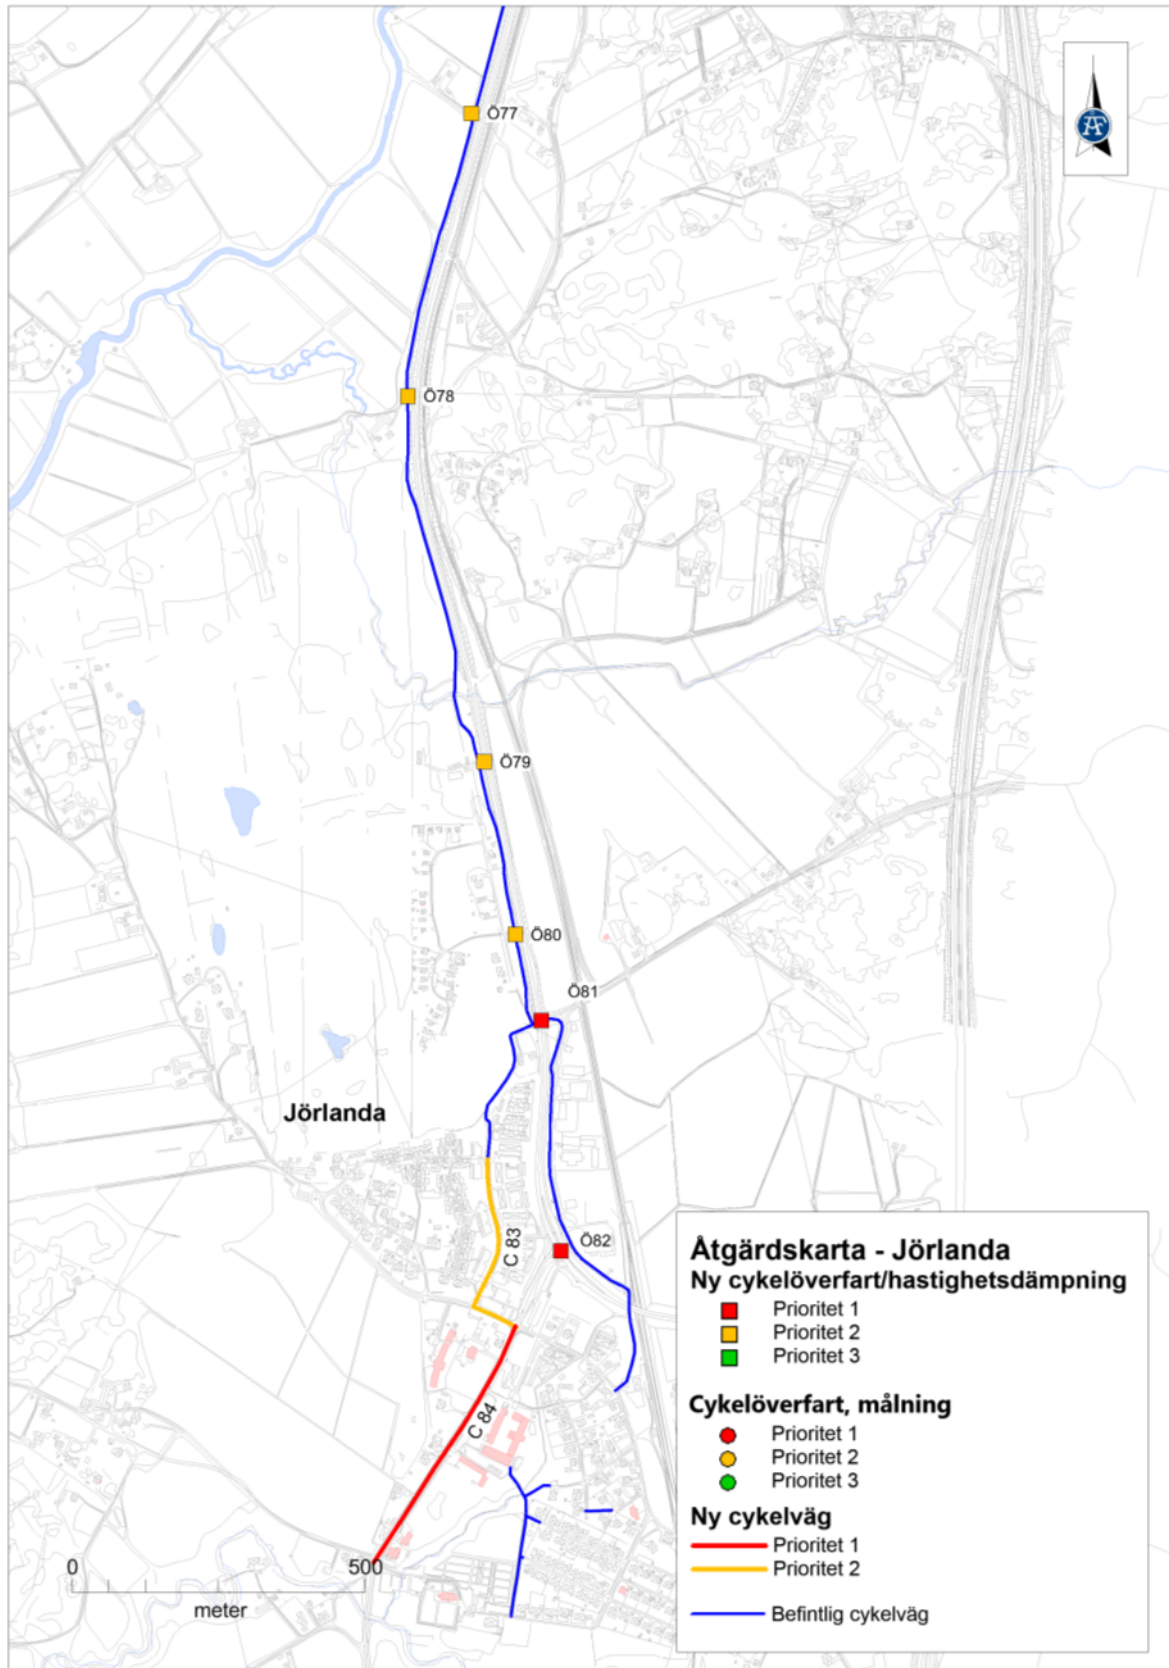 ÅF
Ö77
Ö78
Ö79
Ö80
Ö81
Jörlanda
C 83
Ö82
C 84
Åtgärdskarta - Jörlanda
Ny cykelöverfart/hastighetsdämpning
Prioritet 1
Prioritet 2
Prioritet 3
Cykelöverfart, målning
Prioritet 1
Prioritet 2
Prioritet 3
Ny cykelväg
Prioritet 1
Prioritet 2
Befintlig cykelväg
0 500
meter